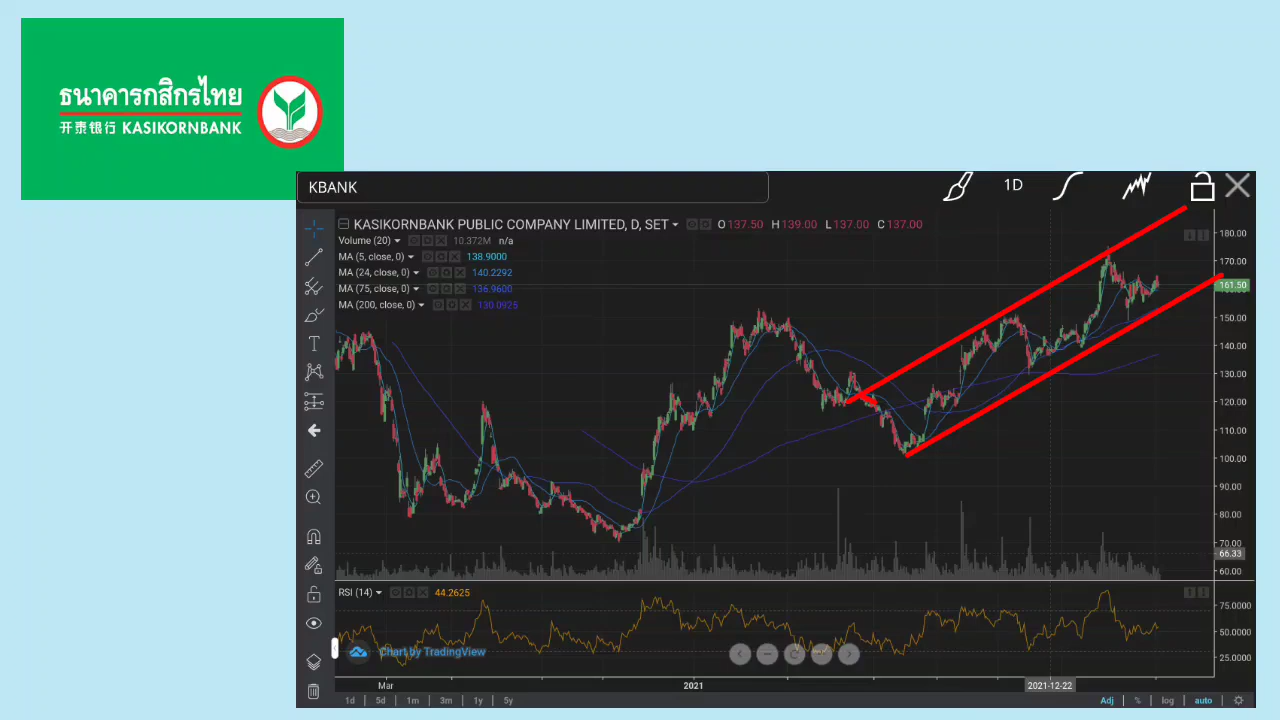 ธนาคารกสิกรไทย
开泰银行 KASIKORNBANK
KBANK
1D
KASIKORNBANK PUBLIC COMPANY LIMITED, D, SET O137.50 H139.00 L137.00 C137.00
Volume (20) 10.372M n/a
MA (5, close, 0) 138.9000
MA (24, close, 0) 140.2292
MA (75, close, 0) 136.9600
MA (200, close, 0) 130.0925
180.00
170.00
161.50
150.00
140.00
130.00
120.00
110.00
100.00
90.00
80.00
70.00
66.33
60.00
RSI (14) 44.2625
75.0000
50.0000
25.0000
Chart by TradingView
Mar 2021 2021-12-22
1d 5d 1m 3m 1y 5y Adj % log auto